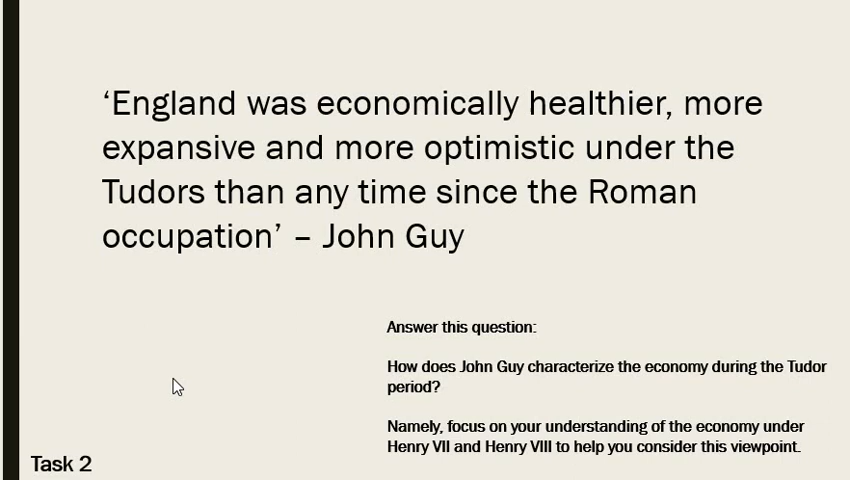 ‘England was economically healthier, more
expansive and more optimistic under the
Tudors than any time since the Roman
occupation’ – John Guy
Answer this question:
How does John Guy characterize the economy during the Tudor
period?
Namely, focus on your understanding of the economy under
Henry VII and Henry VIII to help you consider this viewpoint.
Task 2